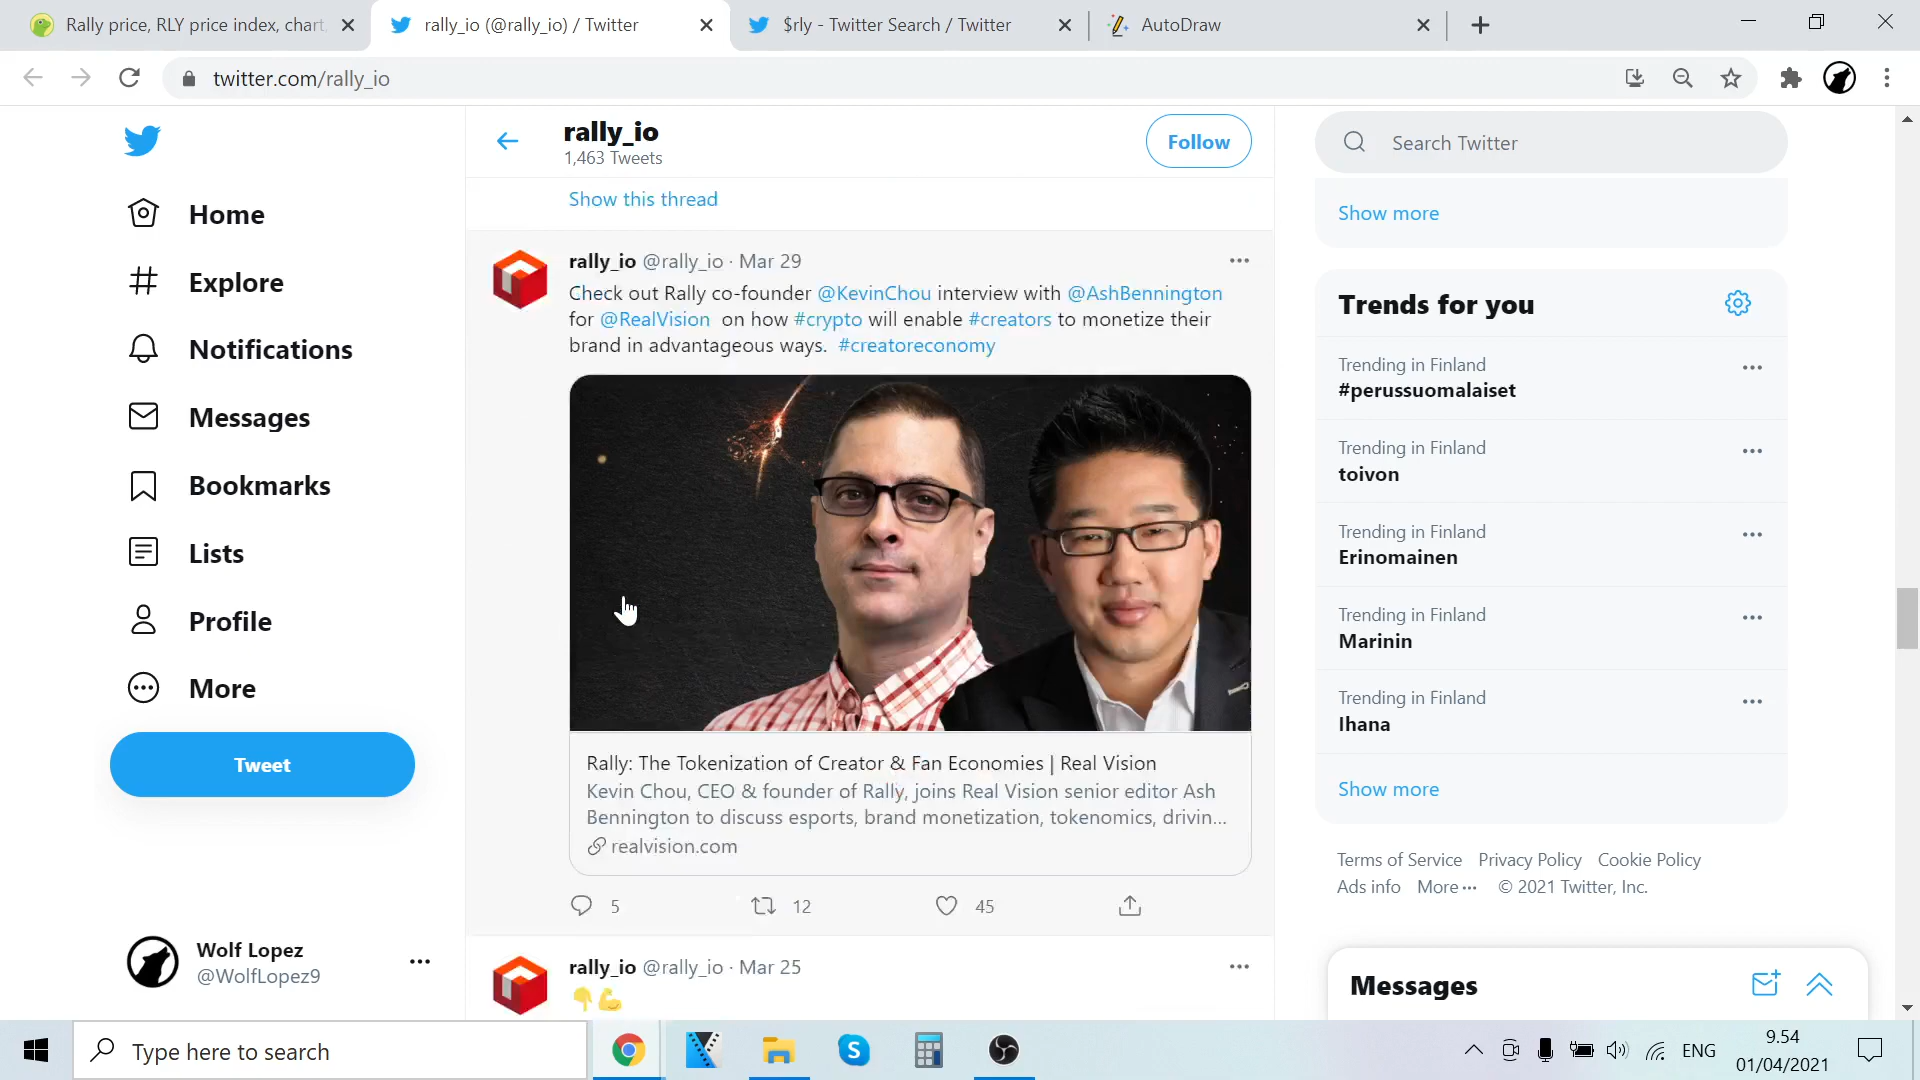 Rally price, RLY price index, chart
rally_io (@rally_io) / Twitter
$rly - Twitter Search / Twitter
AutoDraw
twitter.com/rally_io
Home
Explore
Notifications
Messages
Bookmarks
Lists
Profile
More
Tweet
Wolf Lopez
@WolfLopez9
rally_io
1,463 Tweets
Follow
Show this thread
rally_io @rally_io · Mar 29
Check out Rally co-founder @KevinChou interview with @AshBennington
for @RealVision on how #crypto will enable #creators to monetize their
brand in advantageous ways. #creatoreconomy
Rally: The Tokenization of Creator & Fan Economies | Real Vision
Kevin Chou, CEO & founder of Rally, joins Real Vision senior editor Ash
Bennington to discuss esports, brand monetization, tokenomics, drivin...
realvision.com
5 12 45
rally_io @rally_io · Mar 25
👇💪
Search Twitter
Show more
Trends for you
Trending in Finland
#perussuomalaiset
Trending in Finland
toivon
Trending in Finland
Erinomainen
Trending in Finland
Marinin
Trending in Finland
Ihana
Show more
Terms of Service Privacy Policy Cookie Policy
Ads info More ··· © 2021 Twitter, Inc.
Messages
Type here to search
ENG
9.54
01/04/2021